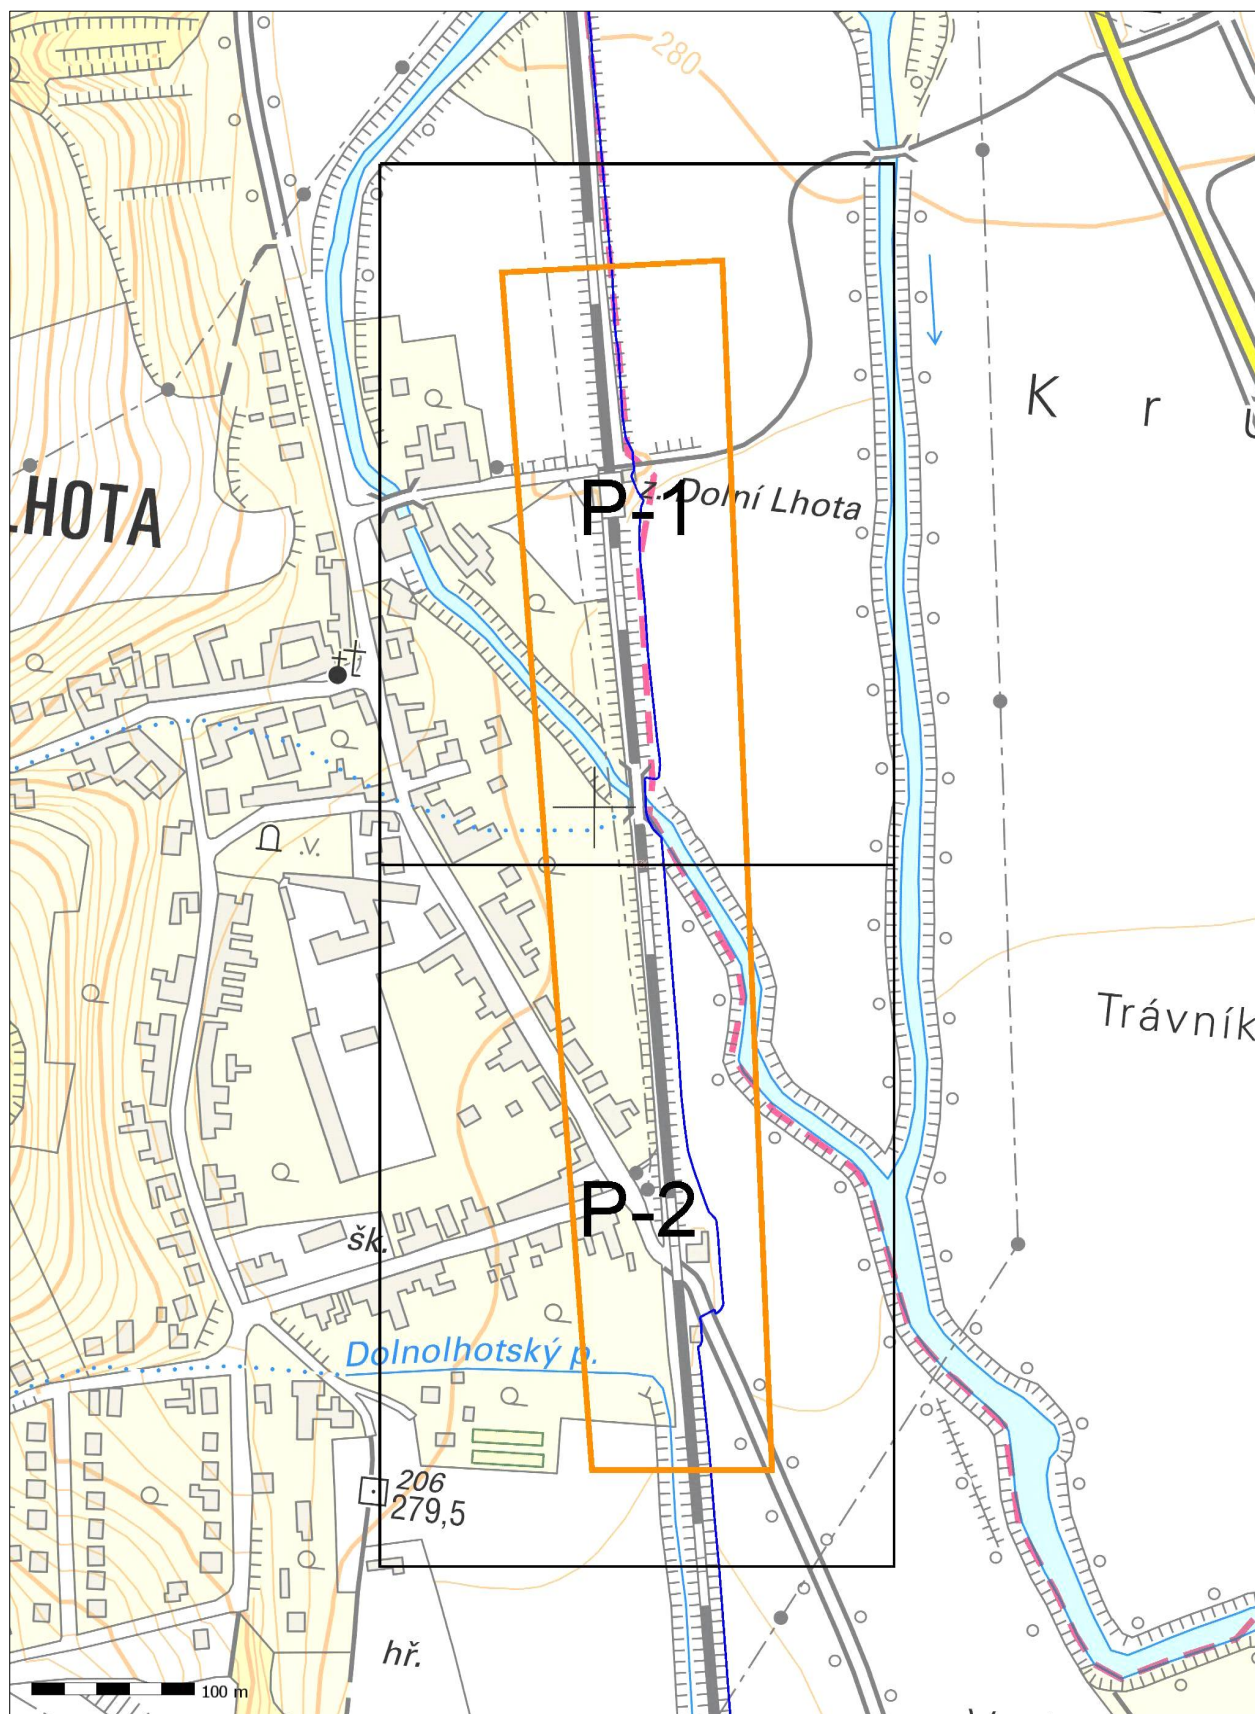 280
K r
LHOTA
P-1
z. Dolní Lhota
.v.
Trávník
P-2
šk.
Dolnolhotský p.
206
279,5
hř.
100 m